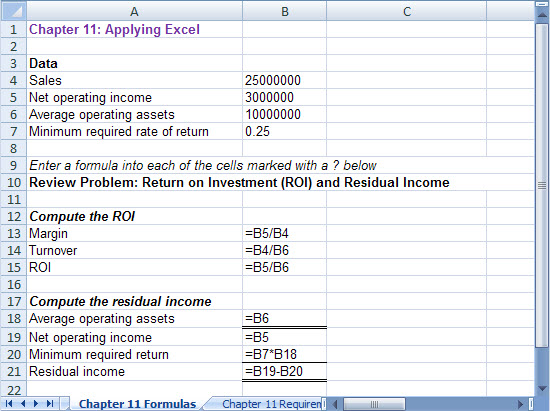 A B C
1 Chapter 11: Applying Excel
2
3 Data
4 Sales 25000000
5 Net operating income 3000000
6 Average operating assets 10000000
7 Minimum required rate of return 0.25
8
9 Enter a formula into each of the cells marked with a ? below
10 Review Problem: Return on Investment (ROI) and Residual Income
11
12 Compute the ROI
13 Margin =B5/B4
14 Turnover =B4/B6
15 ROI =B5/B6
16
17 Compute the residual income
18 Average operating assets =B6
19 Net operating income =B5
20 Minimum required return =B7*B18
21 Residual income =B19-B20
22
Chapter 11 Formulas Chapter 11 Requiren